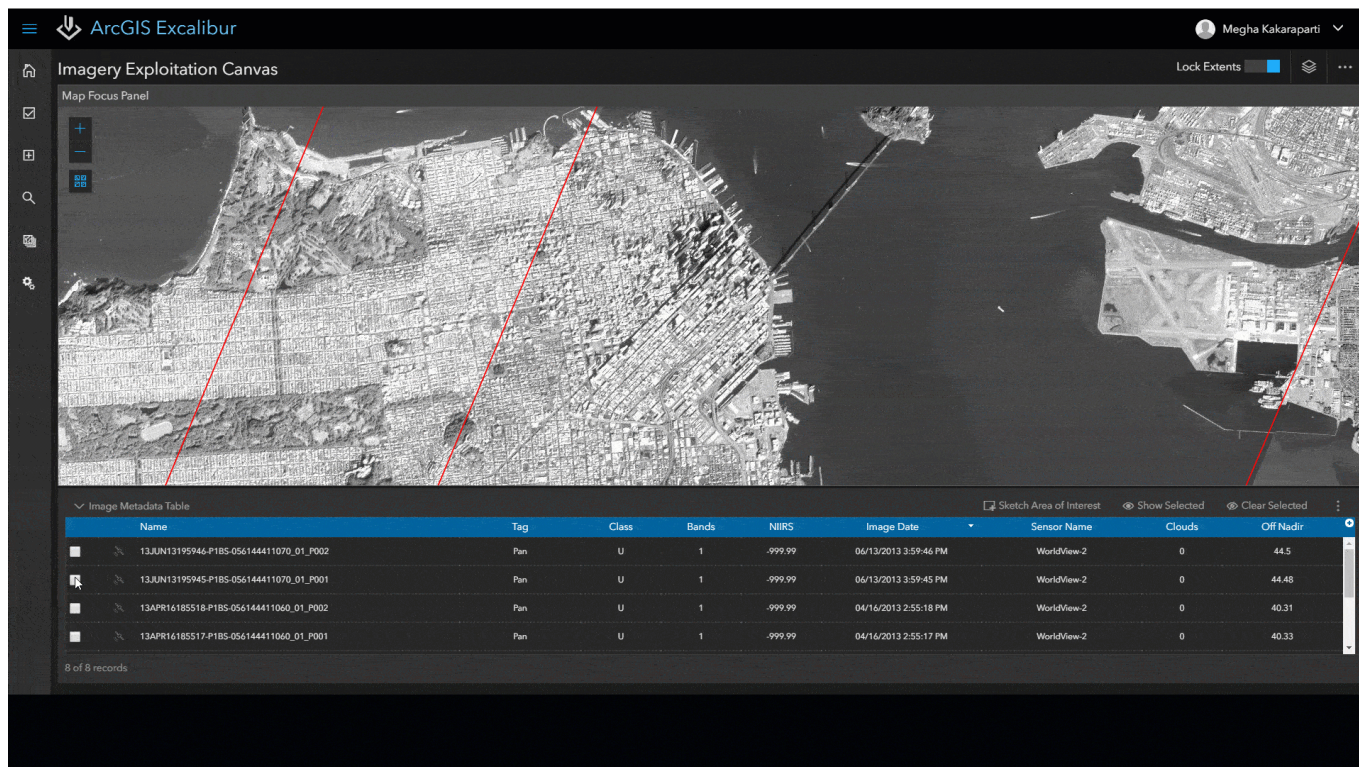 ArcGIS Excalibur
Megha Kakaraparti
Imagery Exploitation Canvas
Lock Extents
Map Focus Panel
Image Metadata Table
Sketch Area of Interest Show Selected Clear Selected
Name Tag Class Bands NIIRS Image Date Sensor Name Clouds Off Nadir
13JUN13195946-P1BS-056144411070_01_P002 Pan U 1 -999.99 06/13/2013 3:59:46 PM WorldView-2 0 44.5
13JUN13195945-P1BS-056144411070_01_P001 Pan U 1 -999.99 06/13/2013 3:59:45 PM WorldView-2 0 44.48
13APR16185518-P1BS-056144411060_01_P002 Pan U 1 -999.99 04/16/2013 2:55:18 PM WorldView-2 0 40.31
13APR16185517-P1BS-056144411060_01_P001 Pan U 1 -999.99 04/16/2013 2:55:17 PM WorldView-2 0 40.33
8 of 8 records